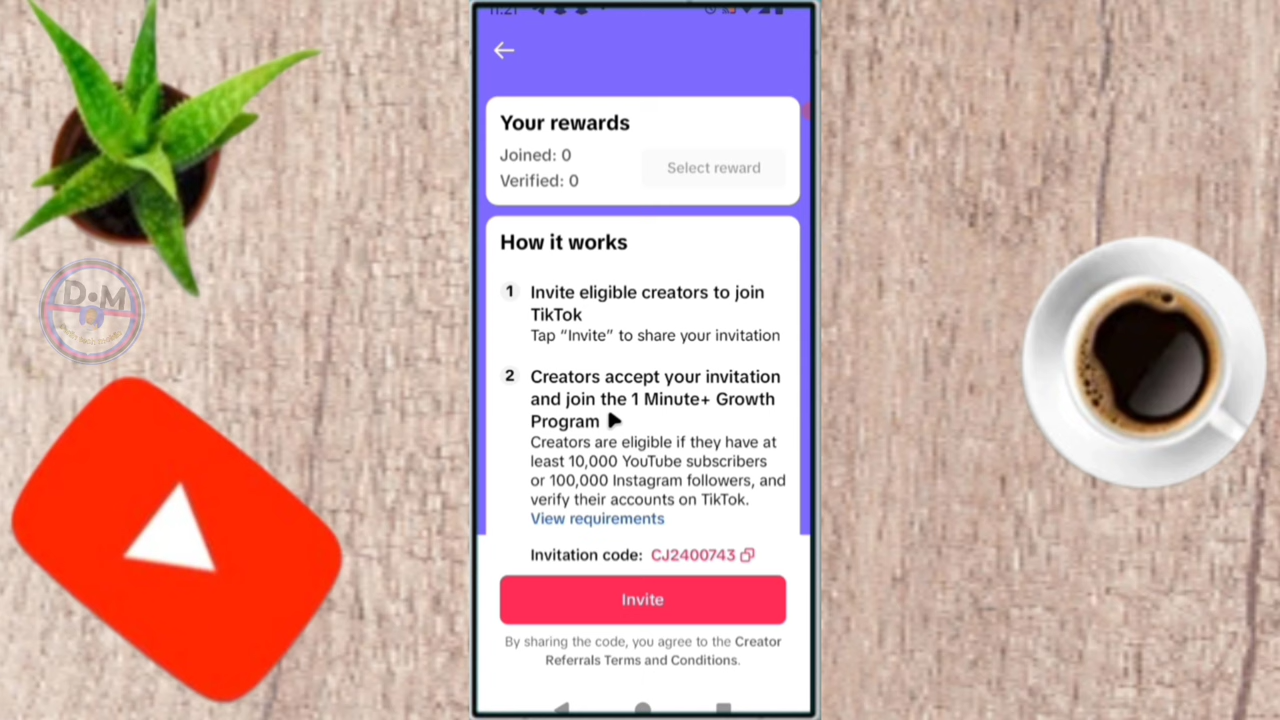 11:21
Your rewards
Joined: 0
Select reward
Verified: 0
How it works
1 Invite eligible creators to join
TikTok
Tap “Invite” to share your invitation
2 Creators accept your invitation
and join the 1 Minute+ Growth
Program
Creators are eligible if they have at
least 10,000 YouTube subscribers
or 100,000 Instagram followers, and
verify their accounts on TikTok.
View requirements
Invitation code: CJ2400743
Invite
By sharing the code, you agree to the Creator
Referrals Terms and Conditions.
D•M